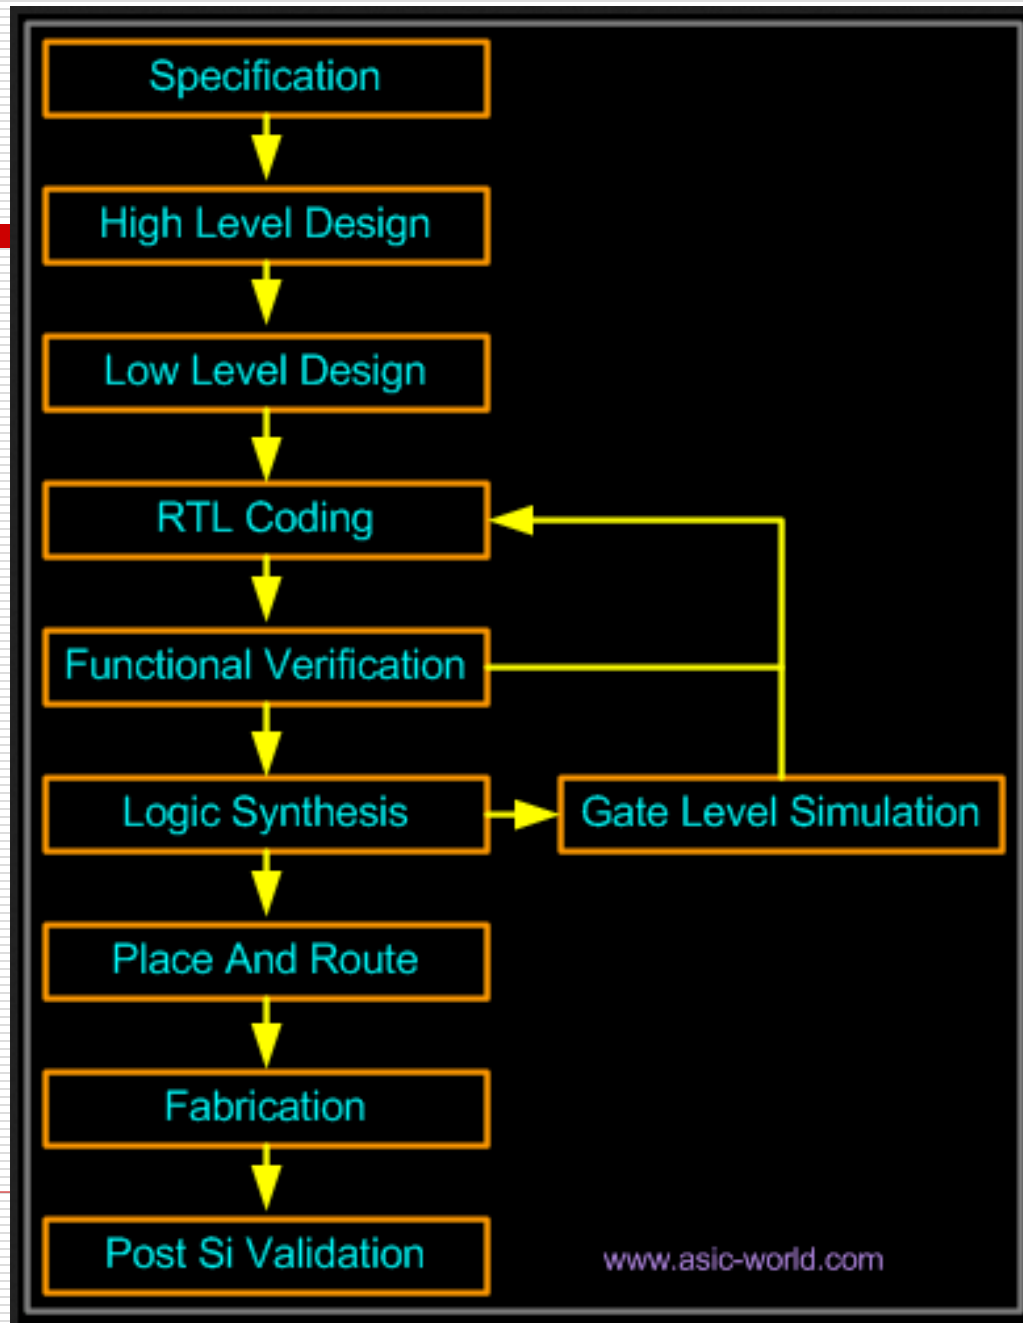 Specification
High Level Design
Low Level Design
RTL Coding
Functional Verification
Logic Synthesis
Gate Level Simulation
Place And Route
Fabrication
Post Si Validation
www.asic-world.com